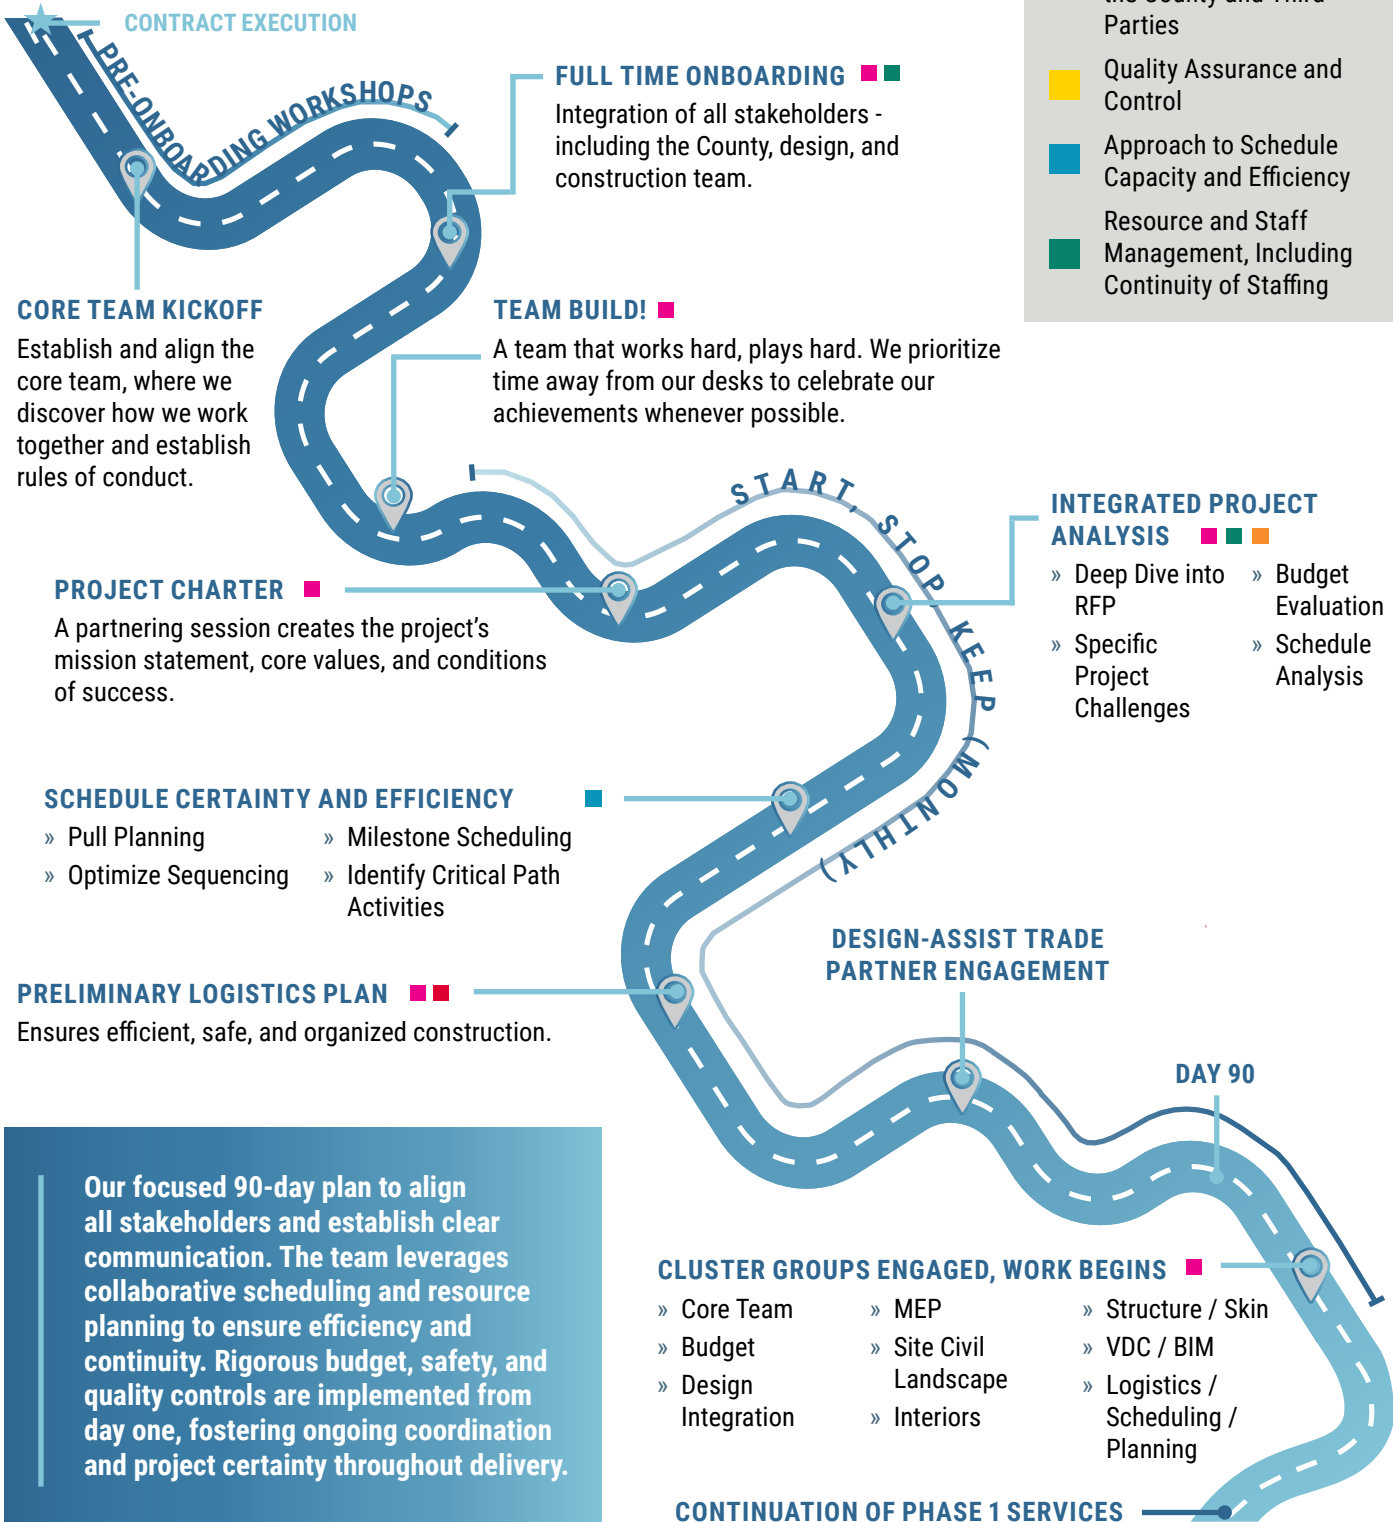 CONTRACT EXECUTION
PRE-ONBOARDING WORKSHOPS
FULL TIME ONBOARDING
Integration of all stakeholders -
including the County, design, and
construction team.
the County and Third
Parties
Quality Assurance and
Control
Approach to Schedule
Capacity and Efficiency
Resource and Staff
Management, Including
Continuity of Staffing
CORE TEAM KICKOFF
Establish and align the
core team, where we
discover how we work
together and establish
rules of conduct.
TEAM BUILD!
A team that works hard, plays hard. We prioritize
time away from our desks to celebrate our
achievements whenever possible.
START, STOP, KEEP (MONTHLY)
INTEGRATED PROJECT
ANALYSIS
» Deep Dive into
RFP
» Specific
Project
Challenges
» Budget
Evaluation
» Schedule
Analysis
PROJECT CHARTER
A partnering session creates the project's
mission statement, core values, and conditions
of success.
SCHEDULE CERTAINTY AND EFFICIENCY
» Pull Planning
» Optimize Sequencing
» Milestone Scheduling
» Identify Critical Path
Activities
PRELIMINARY LOGISTICS PLAN
Ensures efficient, safe, and organized construction.
DESIGN-ASSIST TRADE
PARTNER ENGAGEMENT
DAY 90
Our focused 90-day plan to align
all stakeholders and establish clear
communication. The team leverages
collaborative scheduling and resource
planning to ensure efficiency and
continuity. Rigorous budget, safety, and
quality controls are implemented from
day one, fostering ongoing coordination
and project certainty throughout delivery.
CLUSTER GROUPS ENGAGED, WORK BEGINS
» Core Team
» Budget
» Design
Integration
» MEP
» Site Civil
Landscape
» Interiors
» Structure / Skin
» VDC / BIM
» Logistics /
Scheduling /
Planning
CONTINUATION OF PHASE 1 SERVICES